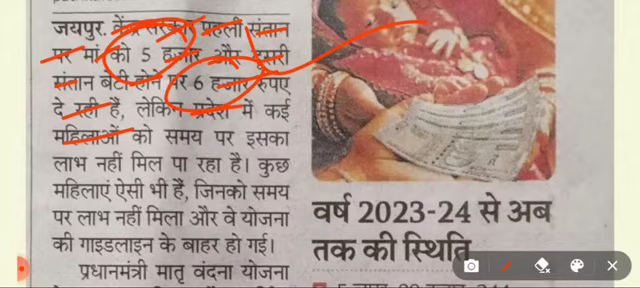 जयपुर. केंद्र सरकार पहली संतान
पर मां को 5 हजार और दूसरी
संतान बेटी होने पर 6 हजार रुपए
दे रही है, लेकिन प्रदेश में कई
महिलाओं को समय पर इसका
लाभ नहीं मिल पा रहा है। कुछ
महिलाएं ऐसी भी हैं, जिनको समय
पर लाभ नहीं मिला और वे योजना
की गाइडलाइन के बाहर हो गई।
प्रधानमंत्री मातृ वंदना योजना
वर्ष 2023-24 से अब
तक की स्थिति